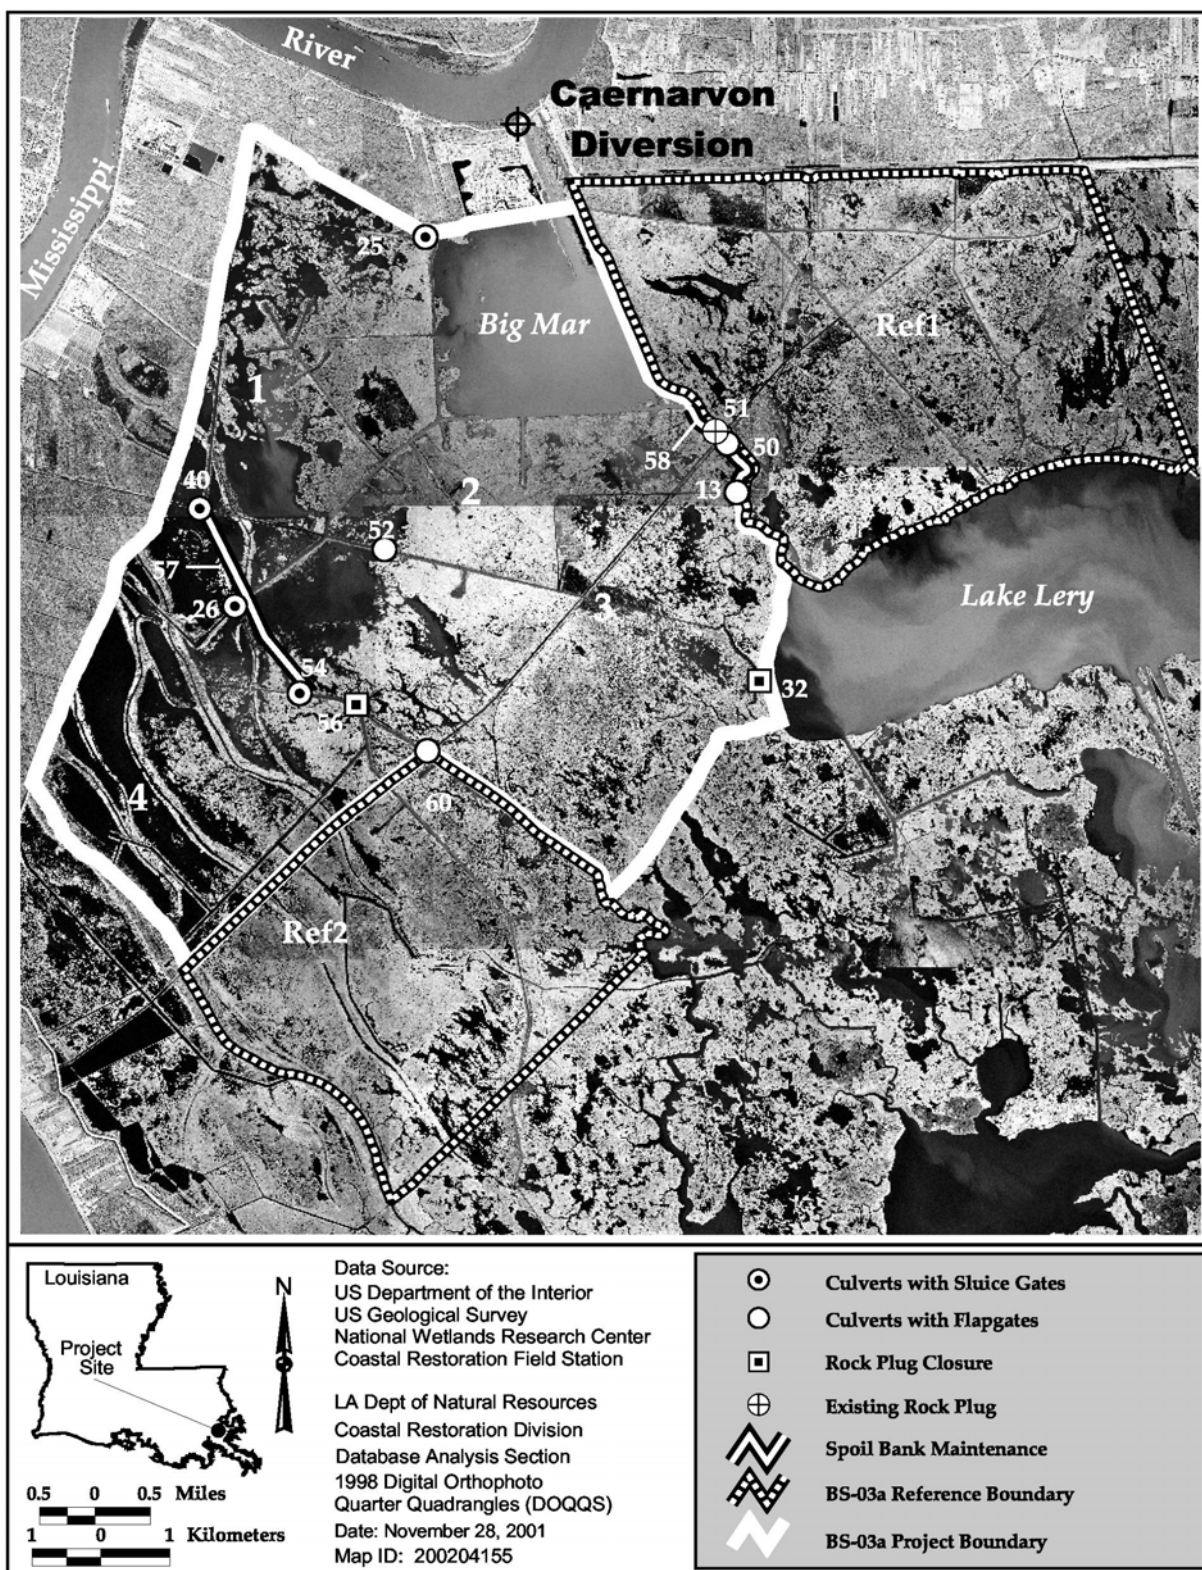 River
Caernarvon
Diversion
Mississippi
25
Big Mar
Ref1
1
51
50
58
40
2
13
52
57
3
Lake Lery
26
54
32
56
4
60
Ref2
Louisiana
Project
Site
N
0.5 0 0.5 Miles
1 0 1 Kilometers
Data Source:
US Department of the Interior
US Geological Survey
National Wetlands Research Center
Coastal Restoration Field Station
LA Dept of Natural Resources
Coastal Restoration Division
Database Analysis Section
1998 Digital Orthophoto
Quarter Quadrangles (DOQQS)
Date: November 28, 2001
Map ID: 200204155
Culverts with Sluice Gates
Culverts with Flapgates
Rock Plug Closure
Existing Rock Plug
Spoil Bank Maintenance
BS-03a Reference Boundary
BS-03a Project Boundary